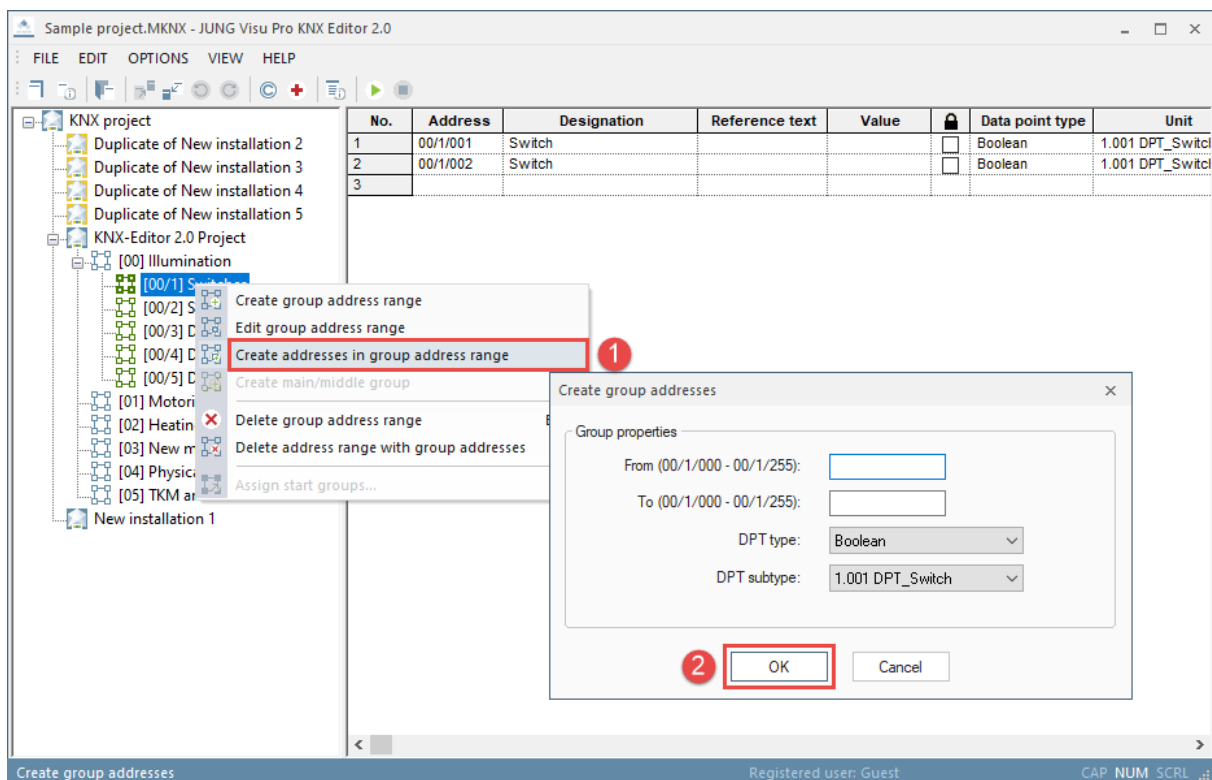 Sample project.MKNX - JUNG Visu Pro KNX Editor 2.0
FILE EDIT OPTIONS VIEW HELP
KNX project
Duplicate of New installation 2
Duplicate of New installation 3
Duplicate of New installation 4
Duplicate of New installation 5
KNX-Editor 2.0 Project
[00] Illumination
[00/1]
[00/2] S
[00/3] D
[00/4] D
[00/5] D
[01] Motori
[02] Heatin
[03] New m
[04] Physica
[05] TKM a
New installation 1
No. Address Designation Reference text Value Data point type Unit
1 00/1/001 Switch Boolean 1.001 DPT_Switch
2 00/1/002 Switch Boolean 1.001 DPT_Switch
3
Create group address range
Edit group address range
Create addresses in group address range
1
Create main/middle group
Delete group address range
Delete address range with group addresses
Assign start groups...
Create group addresses
Group properties
From (00/1/000 - 00/1/255):
To (00/1/000 - 00/1/255):
DPT type: Boolean
DPT subtype: 1.001 DPT_Switch
2 OK Cancel
Create group addresses Registered user: Guest CAP NUM SCRL